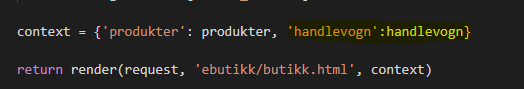 context = {'produkter': produkter, 'handlevogn':handlevogn}
return render(request, 'ebutikk/butikk.html', context)